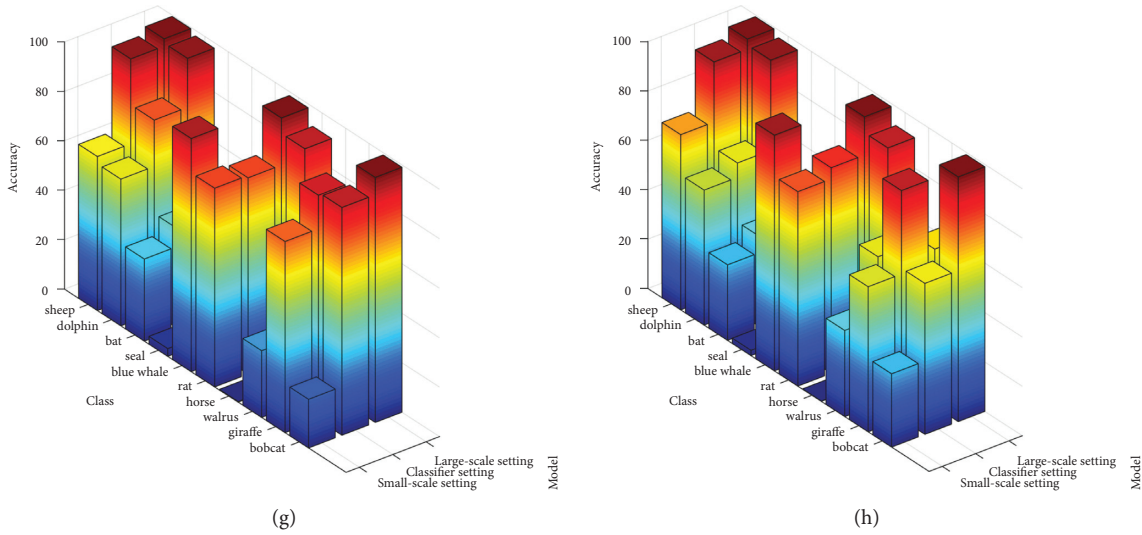 100
80
60
40
20
0
Accuracy
sheep
dolphin
bat
seal
blue whale
rat
horse
walrus
giraffe
bobcat
Class
Large-scale setting
Classifier setting
Small-scale setting
Model
(g)
100
80
60
40
20
0
Accuracy
sheep
dolphin
bat
seal
blue whale
rat
horse
walrus
giraffe
bobcat
Class
Large-scale setting
Classifier setting
Small-scale setting
Model
(h)